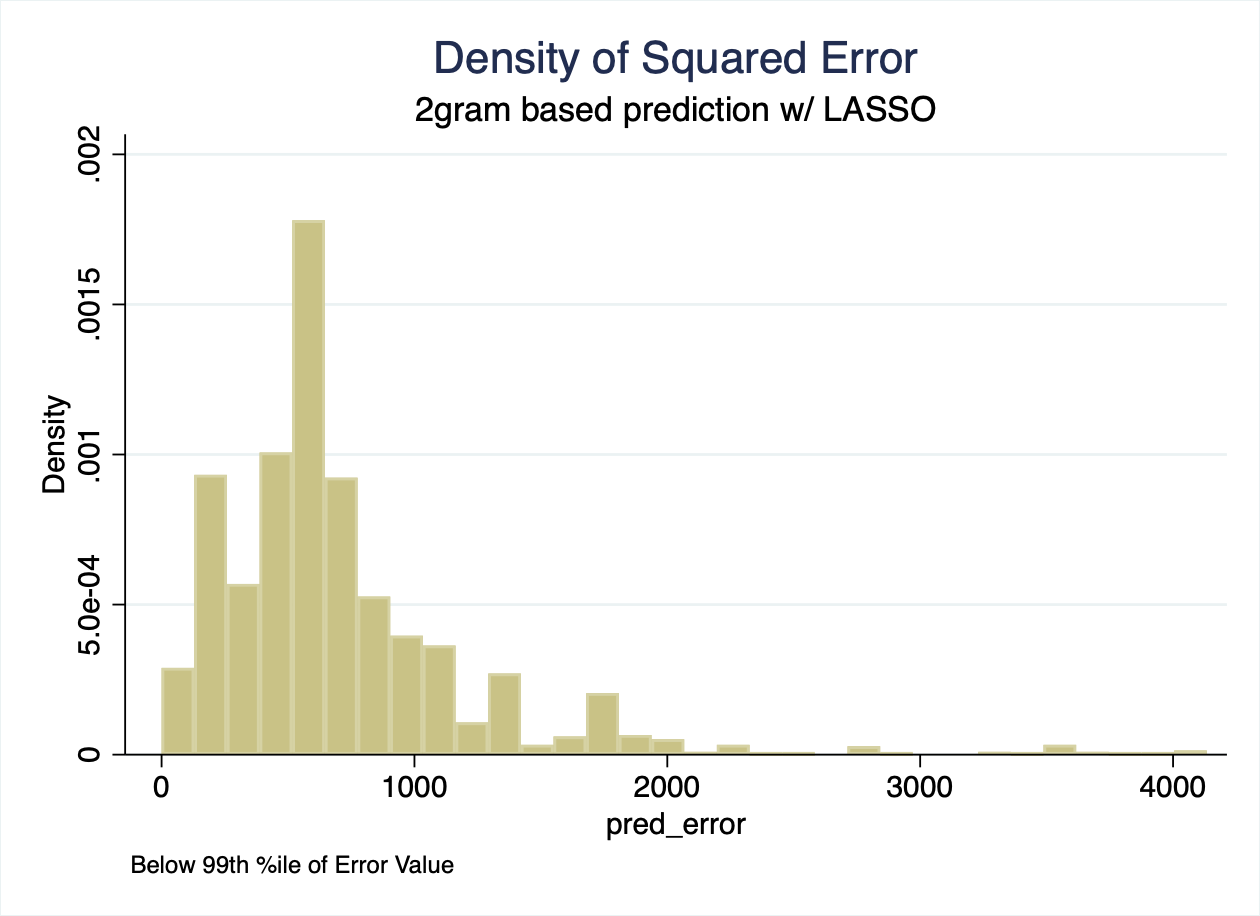 Density of Squared Error
2gram based prediction w/ LASSO
Density
.002
.0015
.001
5.0e-04
0
0 1000 2000 3000 4000
pred_error
Below 99th %ile of Error Value